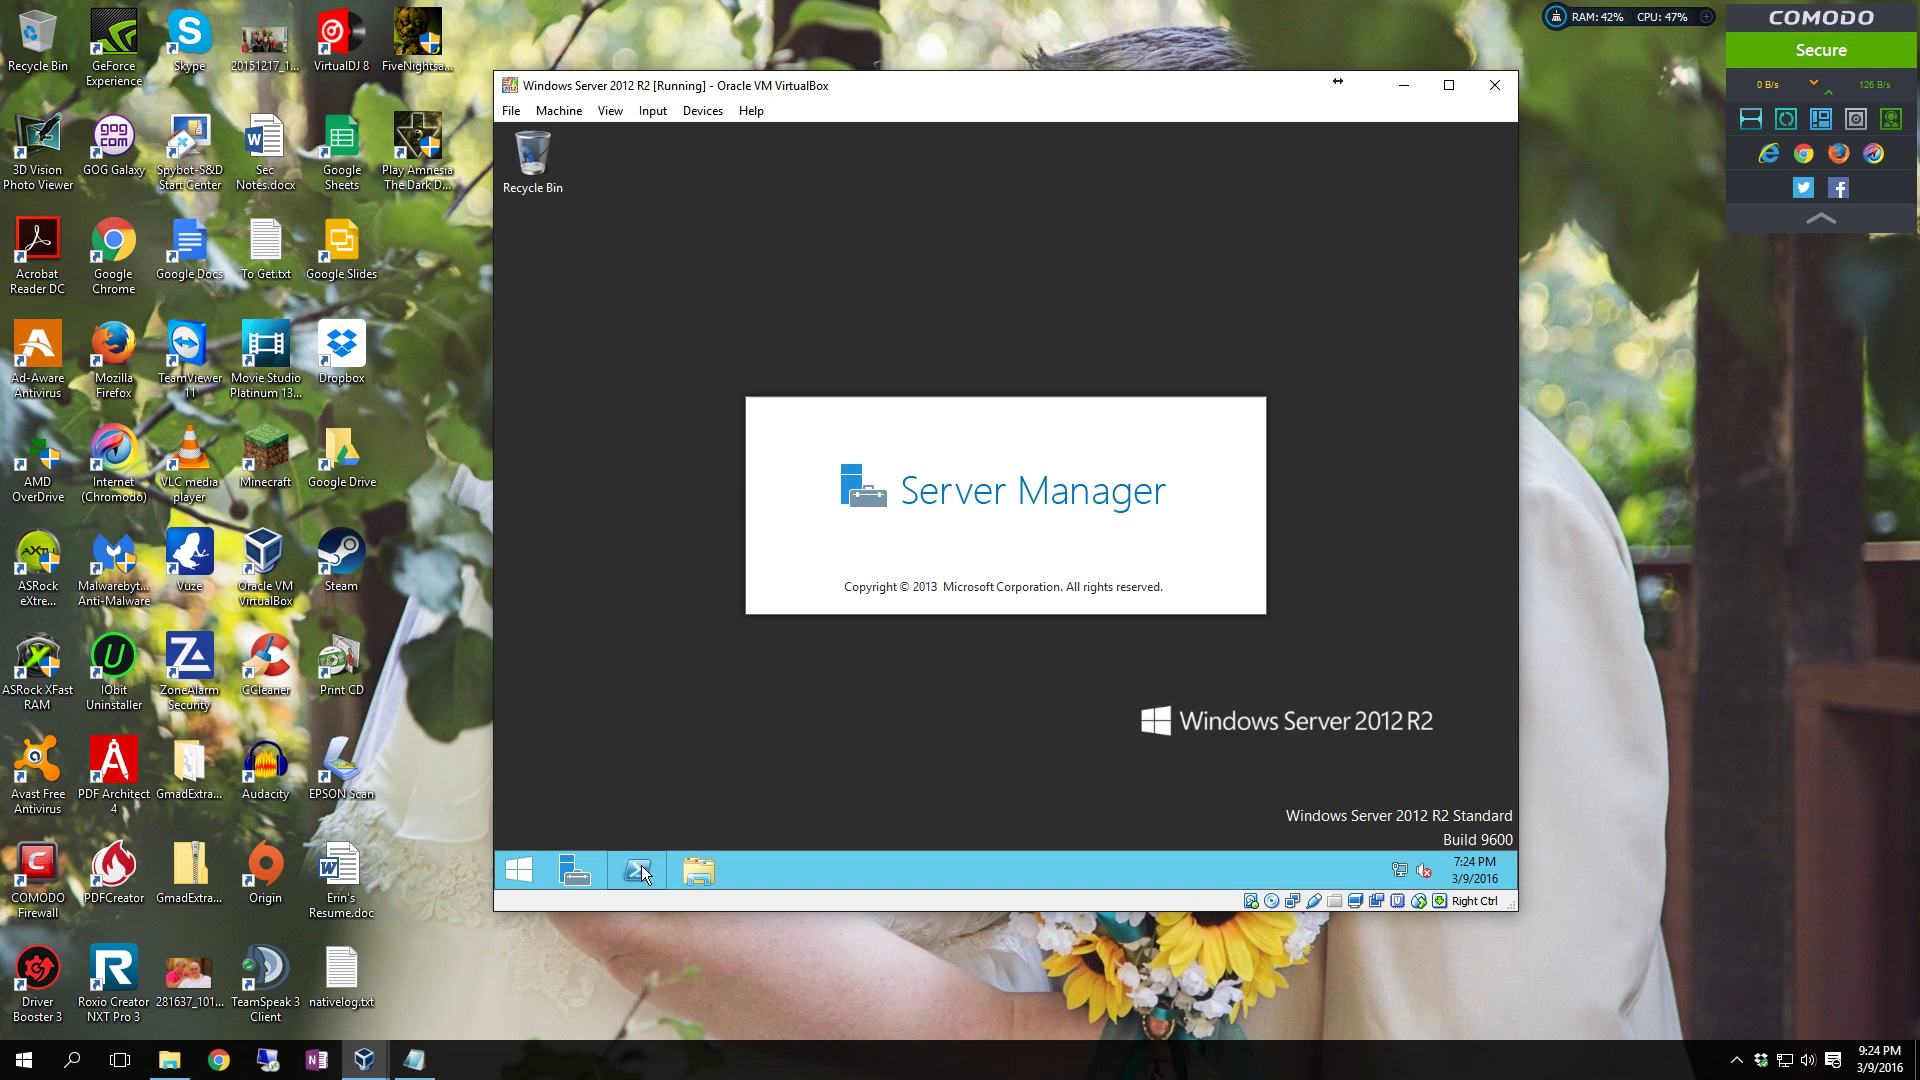 Recycle Bin
GeForce
Experience
Skype
20151217_1...
VirtualDJ 8
FiveNightsa...
3D Vision
Photo Viewer
GOG Galaxy
gog
com
Spybot-S&D
Start Center
Sec
Notes.docx
Google
Sheets
Play Amnesia
The Dark D...
Acrobat
Reader DC
Google
Chrome
Google Docs
To Get.txt
Google Slides
Ad-Aware
Antivirus
Mozilla
Firefox
TeamViewer
11
Movie Studio
Platinum 13...
Dropbox
AMD
OverDrive
Internet
(Chromodo)
VLC media
player
Minecraft
Google Drive
AXTU
ASRock
eXtre...
Malwarebyt...
Anti-Malware
Vuze
Oracle VM
VirtualBox
Steam
ASRock XFast
RAM
IObit
Uninstaller
ZoneAlarm
Security
CCleaner
Print CD
Avast Free
Antivirus
PDF Architect
4
GmadExtra...
Audacity
EPSON Scan
COMODO
Firewall
PDFCreator
GmadExtra...
Origin
Erin's
Resume.doc
Driver
Booster 3
Roxio Creator
NXT Pro 3
281637_101...
TeamSpeak 3
Client
nativelog.txt
Windows Server 2012 R2 [Running] - Oracle VM VirtualBox
File Machine View Input Devices Help
Recycle Bin
Server Manager
Copyright © 2013 Microsoft Corporation. All rights reserved.
Windows Server 2012 R2
Windows Server 2012 R2 Standard
Build 9600
7:24 PM
3/9/2016
Right Ctrl
RAM: 42% CPU: 47%
COMODO
Secure
0 B/s 126 B/s
9:24 PM
3/9/2016